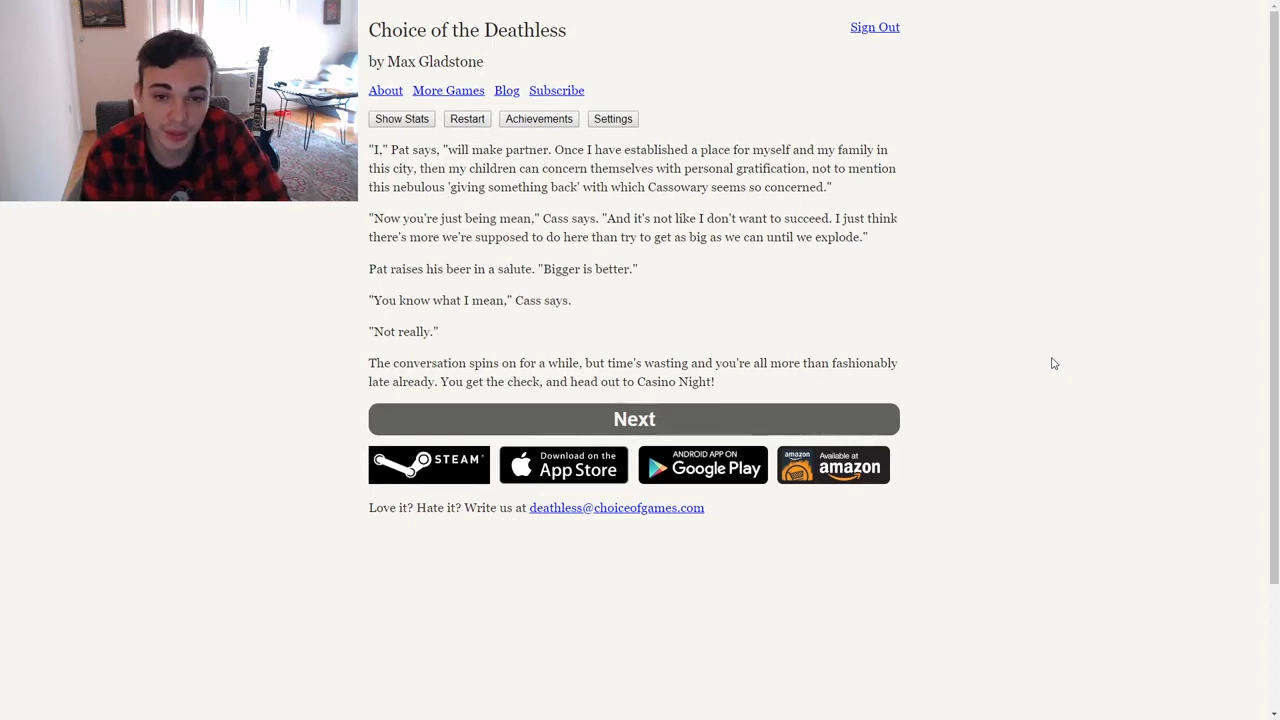 Choice of the Deathless
Sign Out
by Max Gladstone
About More Games Blog Subscribe
Show Stats Restart Achievements Settings
"I," Pat says, "will make partner. Once I have established a place for myself and my family in
this city, then my children can concern themselves with personal gratification, not to mention
this nebulous 'giving something back' with which Cassowary seems so concerned."
"Now you're just being mean," Cass says. "And it's not like I don't want to succeed. I just think
there's more we're supposed to do here than try to get as big as we can until we explode."
Pat raises his beer in a salute. "Bigger is better."
"You know what I mean," Cass says.
"Not really."
The conversation spins on for a while, but time's wasting and you're all more than fashionably
late already. You get the check, and head out to Casino Night!
Next
STEAM
Download on the
App Store
ANDROID APP ON
Google Play
amazon
Available at
amazon
Love it? Hate it? Write us at deathless@choiceofgames.com